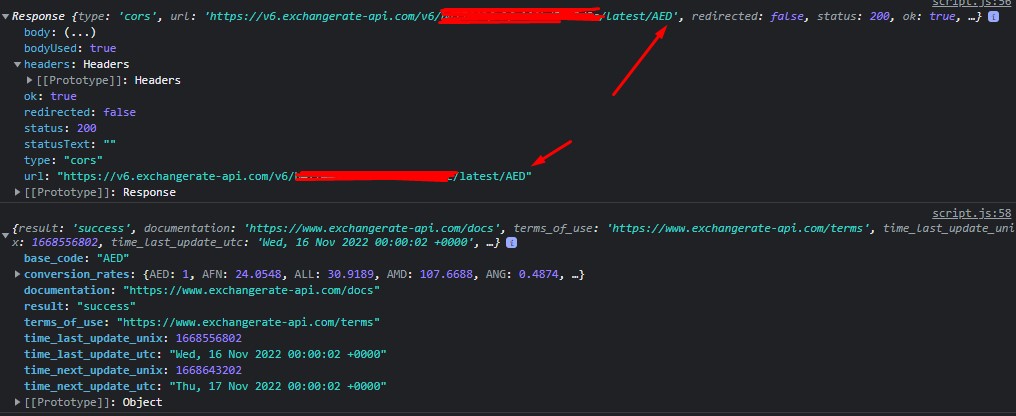 script.js:56
Response {type: 'cors', url: 'https://v6.exchangerate-api.com/v6/ /latest/AED', redirected: false, status: 200, ok: true, …} i
body: (...)
bodyUsed: true
headers: Headers
[[Prototype]]: Headers
ok: true
redirected: false
status: 200
statusText: ""
type: "cors"
url: "https://v6.exchangerate-api.com/v6/ /latest/AED"
[[Prototype]]: Response
script.js:58
{result: 'success', documentation: 'https://www.exchangerate-api.com/docs', terms_of_use: 'https://www.exchangerate-api.com/terms', time_last_update_uni
x: 1668556802, time_last_update_utc: 'Wed, 16 Nov 2022 00:00:02 +0000', …} i
base_code: "AED"
conversion_rates: {AED: 1, AFN: 24.0548, ALL: 30.9189, AMD: 107.6688, ANG: 0.4874, …}
documentation: "https://www.exchangerate-api.com/docs"
result: "success"
terms_of_use: "https://www.exchangerate-api.com/terms"
time_last_update_unix: 1668556802
time_last_update_utc: "Wed, 16 Nov 2022 00:00:02 +0000"
time_next_update_unix: 1668643202
time_next_update_utc: "Thu, 17 Nov 2022 00:00:02 +0000"
[[Prototype]]: Object